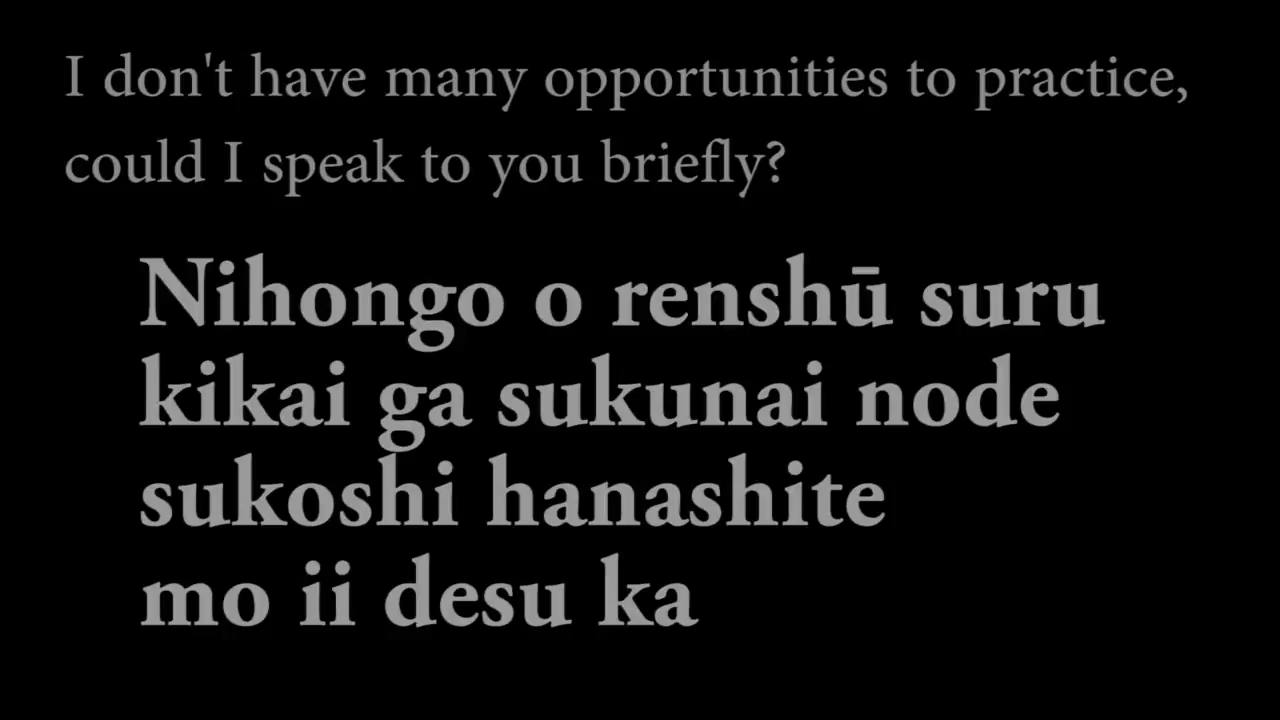 I don't have many opportunities to practice,
could I speak to you briefly?
Nihongo o renshū suru
kikai ga sukunai node
sukoshi hanashite
mo ii desu ka